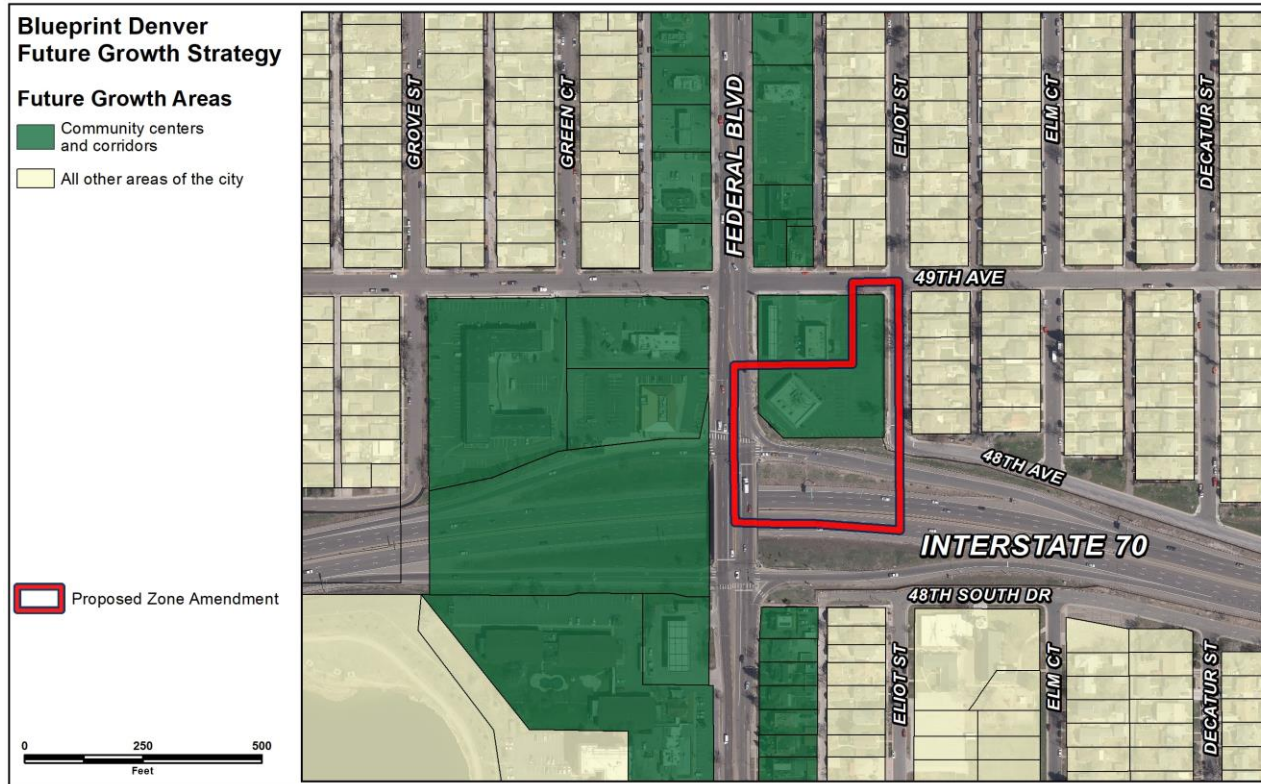 Blueprint Denver
Future Growth Strategy
Future Growth Areas
Community centers
and corridors
All other areas of the city
Proposed Zone Amendment
0 250 500
Feet
GROVE ST
GREEN CT
FEDERAL BLVD
ELIOT ST
ELM CT
DECATUR ST
49TH AVE
48TH AVE
INTERSTATE 70
48TH SOUTH DR
ELIOT ST
ELM CT
DECATUR ST